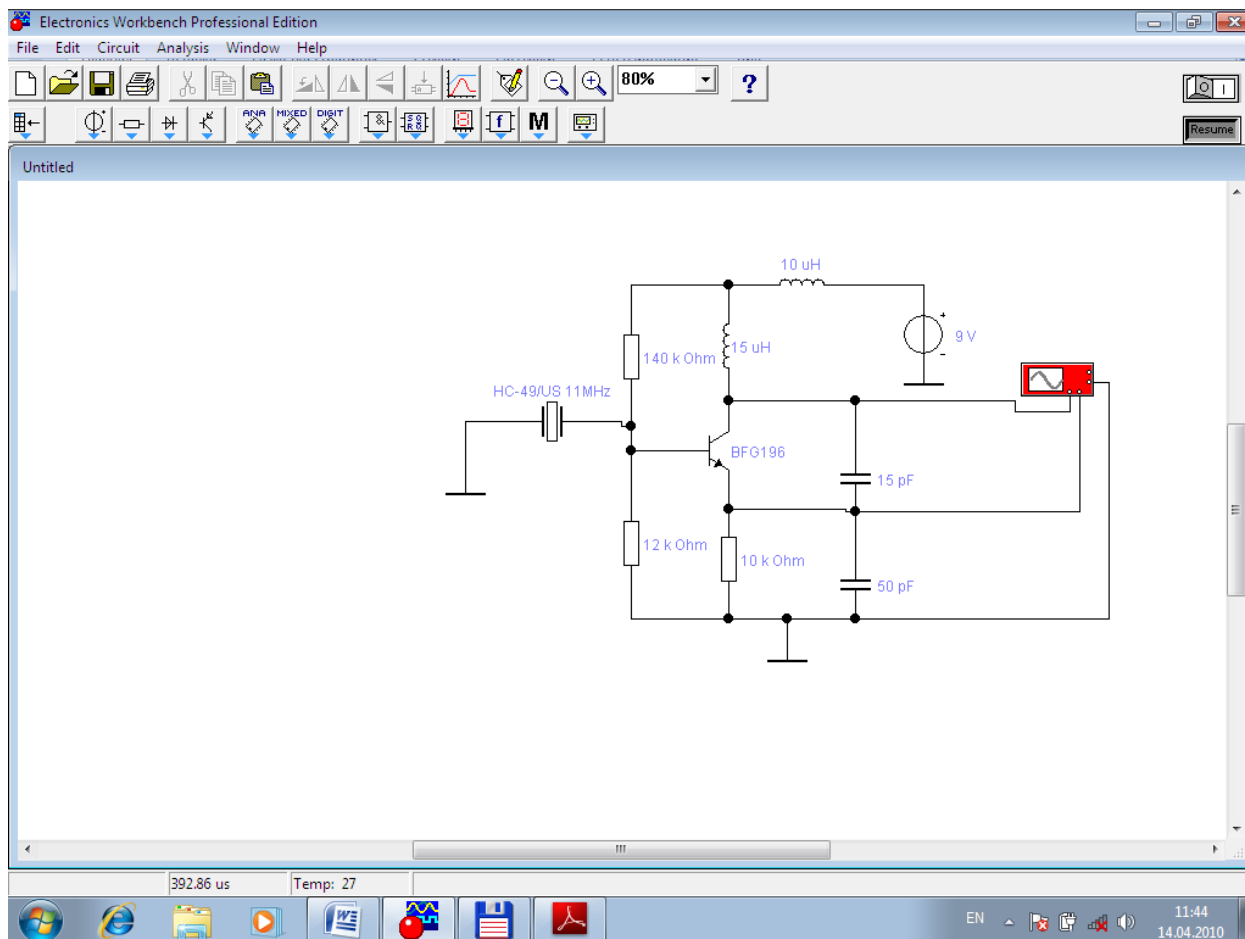 Electronics Workbench Professional Edition
File Edit Circuit Analysis Window Help
80%
?
ANA MIXED DIGIT
M
Resume
Untitled
10 uH
140 k Ohm
15 uH
9 V
HC-49/US 11MHz
BFG196
15 pF
12 k Ohm
10 k Ohm
50 pF
392.86 us Temp: 27
EN 11:44
14.04.2010